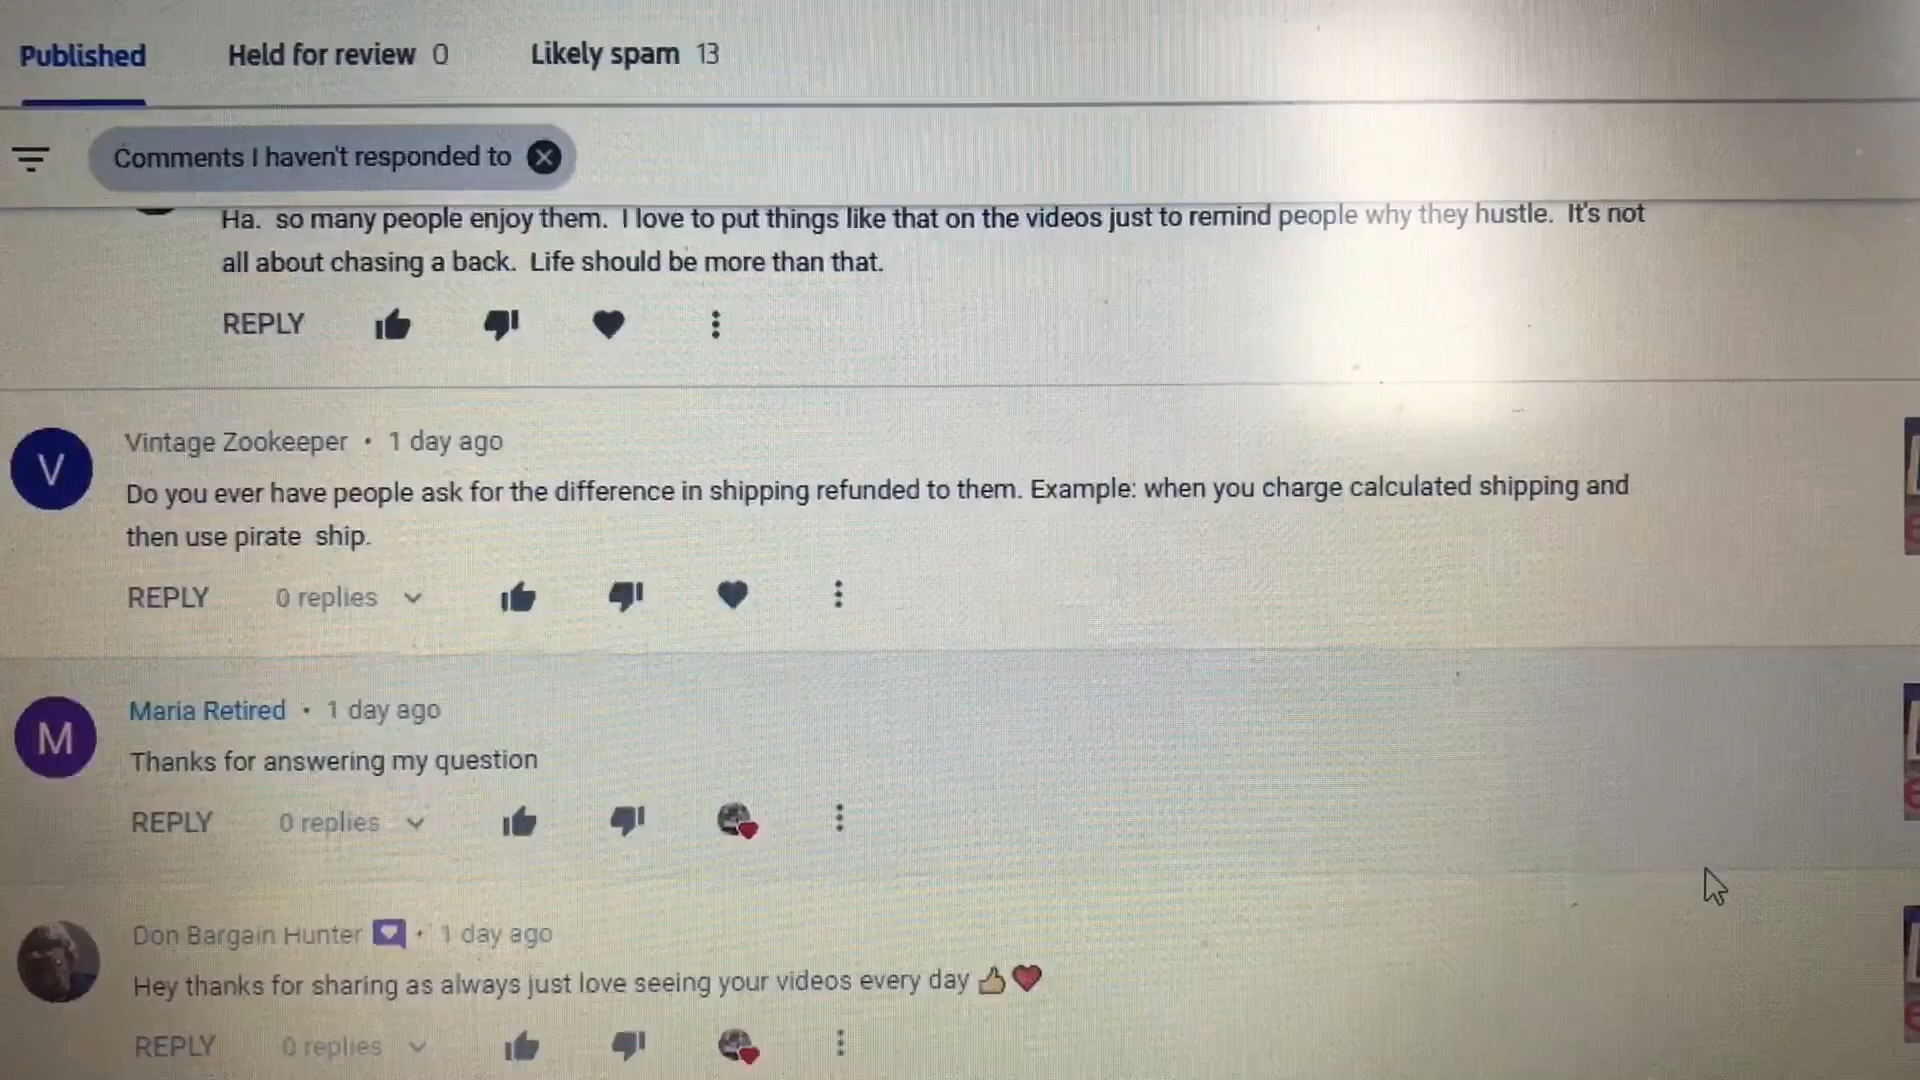 Published Held for review 0 Likely spam 13
Comments I haven't responded to
Ha. so many people enjoy them. I love to put things like that on the videos just to remind people why they hustle. It's not
all about chasing a back. Life should be more than that.
REPLY
V
Vintage Zookeeper • 1 day ago
Do you ever have people ask for the difference in shipping refunded to them. Example: when you charge calculated shipping and
then use pirate ship.
REPLY 0 replies
M
Maria Retired • 1 day ago
Thanks for answering my question
REPLY 0 replies
Don Bargain Hunter • 1 day ago
Hey thanks for sharing as always just love seeing your videos every day 👍❤️
REPLY 0 replies